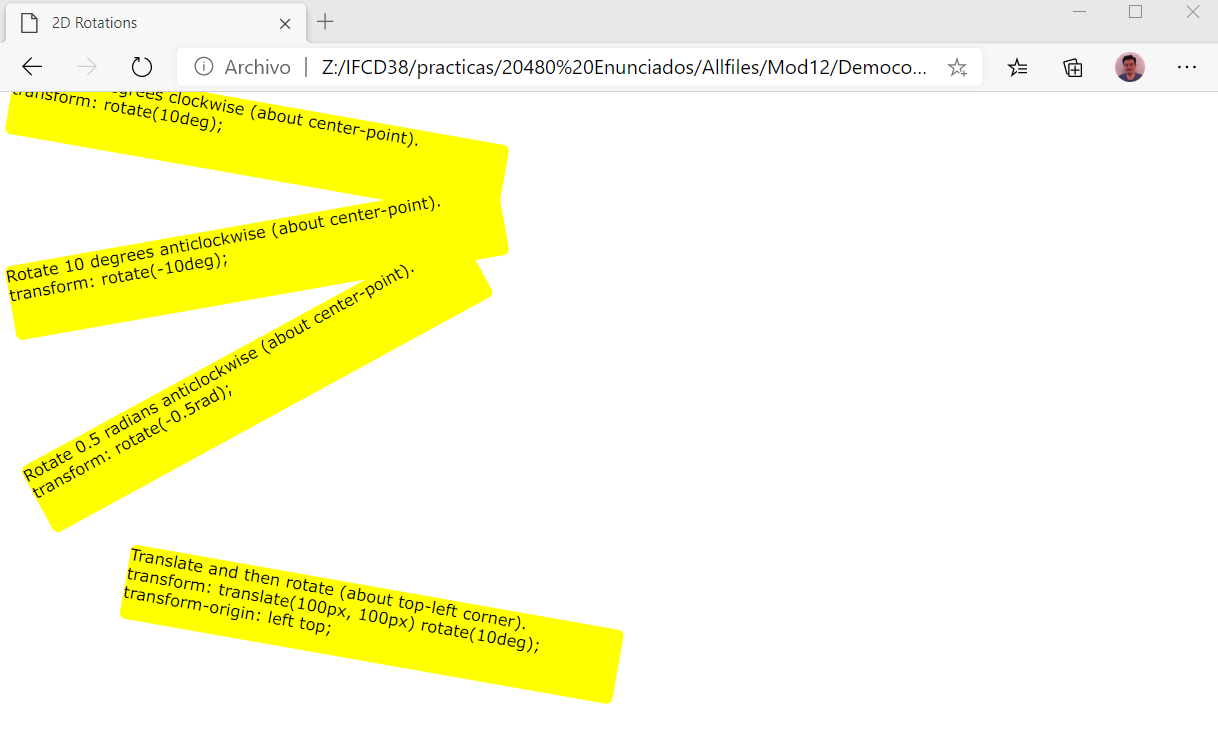 2D Rotations
Archivo | Z:/IFCD38/practicas/20480%20Enunciados/Allfiles/Mod12/Democo...
clockwise (about center-point).
transform: rotate(10deg);
Rotate 10 degrees anticlockwise (about center-point).
transform: rotate(-10deg);
Rotate 0.5 radians anticlockwise (about center-point).
transform: rotate(-0.5rad);
Translate and then rotate (about top-left corner).
transform: translate(100px, 100px) rotate(10deg);
transform-origin: left top;